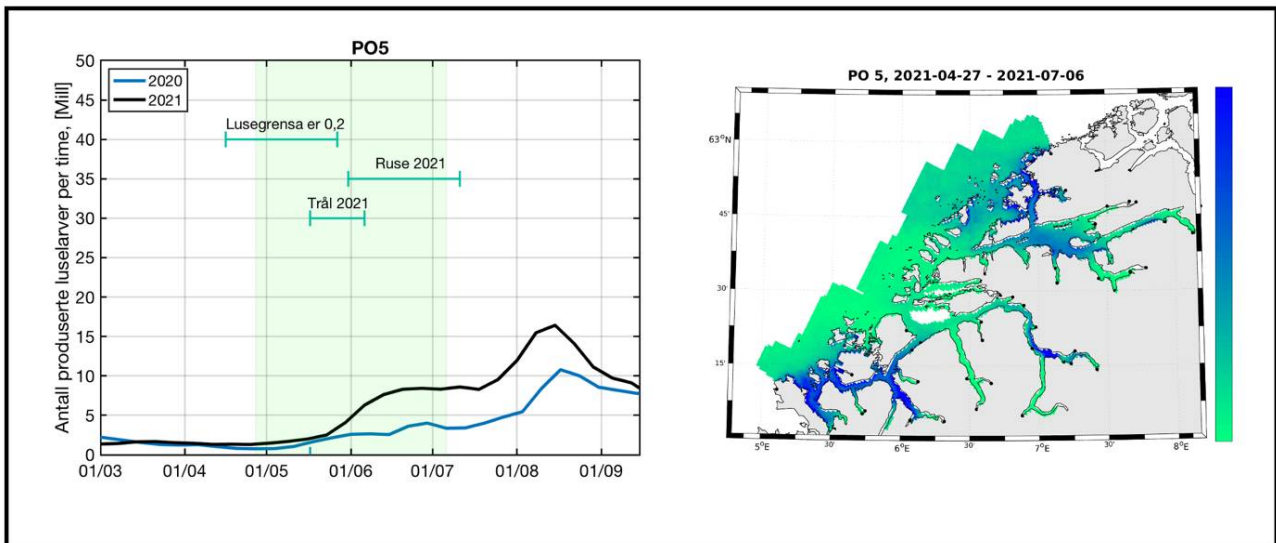 PO5
Antall produserte luselarver per time, [Mill]
50
45
40
35
30
25
20
15
10
5
0
2020
2021
Lusegrensa er 0,2
Ruse 2021
Trål 2021
01/03 01/04 01/05 01/06 01/07 01/08 01/09
PO 5, 2021-04-27 - 2021-07-06
63°N
45'
30'
15'
5°E 30' 6°E 30' 7°E 30' 8°E